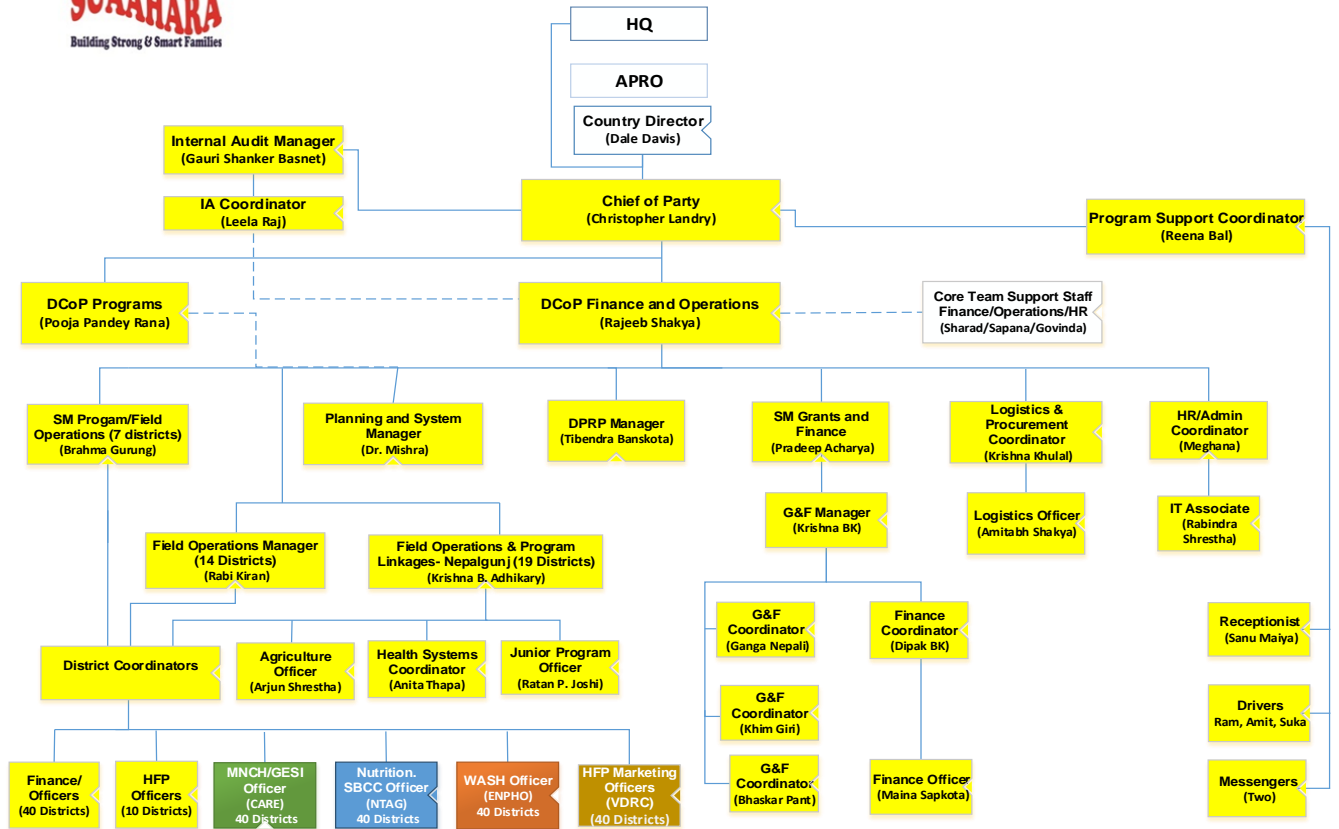 SUAAHARA
Building Strong & Smart Families
HQ
APRO
Country Director
(Dale Davis)
Internal Audit Manager
(Gauri Shanker Basnet)
IA Coordinator
(Leela Raj)
Chief of Party
(Christopher Landry)
Program Support Coordinator
(Reena Bal)
DCoP Programs
(Pooja Pandey Rana)
DCoP Finance and Operations
(Rajeeb Shakya)
Core Team Support Staff
Finance/Operations/HR
(Sharad/Sapana/Govinda)
SM Progam/Field
Operations (7 districts)
(Brahma Gurung)
Planning and System
Manager
(Dr. Mishra)
DPRP Manager
(Tibendra Banskota)
SM Grants and
Finance
(Pradeep Acharya)
Logistics &
Procurement
Coordinator
(Krishna Khulal)
HR/Admin
Coordinator
(Meghana)
G&F Manager
(Krishna BK)
Logistics Officer
(Amitabh Shakya)
IT Associate
(Rabindra
Shrestha)
Field Operations Manager
(14 Districts)
(Rabi Kiran)
Field Operations & Program
Linkages- Nepalgunj (19 Districts)
(Krishna B. Adhikary)
G&F
Coordinator
(Ganga Nepali)
Finance
Coordinator
(Dipak BK)
Receptionist
(Sanu Maiya)
District Coordinators
Agriculture
Officer
(Arjun Shrestha)
Health Systems
Coordinator
(Anita Thapa)
Junior Program
Officer
(Ratan P. Joshi)
G&F
Coordinator
(Khim Giri)
Drivers
Ram, Amit, Suka
Finance/
Officers
(40 Districts)
HFP
Officers
(10 Districts)
MNCH/GESI
Officer
(CARE)
40 Districts
Nutrition.
SBCC Officer
(NTAG)
40 Districts
WASH Officer
(ENPHO)
40 Districts
HFP Marketing
Officers
(VDRC)
(40 Districts)
G&F
Coordinator
(Bhaskar Pant)
Finance Officer
(Maina Sapkota)
Messengers
(Two)